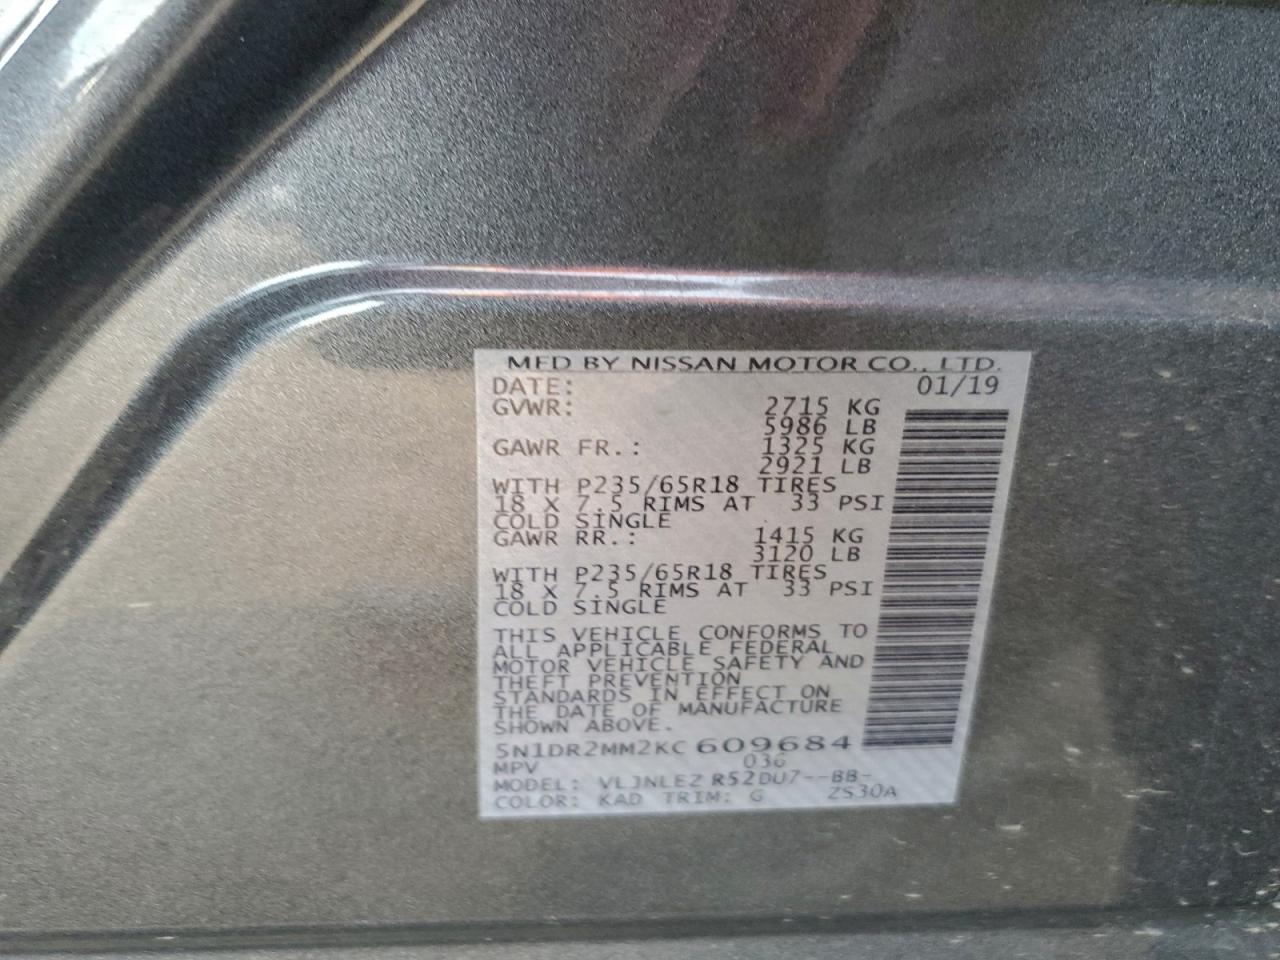 MFD BY NISSAN MOTOR CO., LTD.
DATE: 01/19
GVWR: 2715 KG
5986 LB
GAWR FR.: 1325 KG
2921 LB
WITH P235/65R18 TIRES
18 X 7.5 RIMS AT 33 PSI
COLD SINGLE
GAWR RR.: 1415 KG
3120 LB
WITH P235/65R18 TIRES
18 X 7.5 RIMS AT 33 PSI
COLD SINGLE
THIS VEHICLE CONFORMS TO
ALL APPLICABLE FEDERAL
MOTOR VEHICLE SAFETY AND
THEFT PREVENTION
STANDARDS IN EFFECT ON
THE DATE OF MANUFACTURE
SHOWN ABOVE.
5N1DR2MM2KC609684
MPV 036
MODEL: VLJNLEZ R52DU7--BB-
COLOR: KAD TRIM: G ZS30A